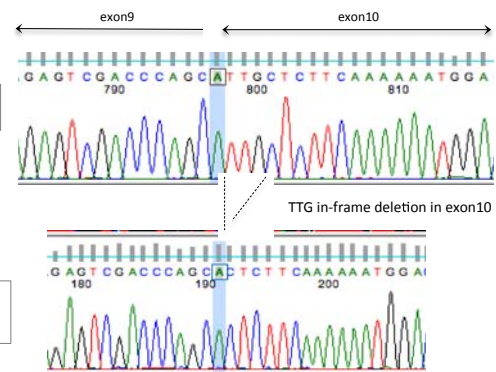 exon9 exon10
G A G T C G A C C C A G C A T T G C T C T T C A A A A A A T G G A
790 800 810
TTG in-frame deletion in exon10
G A G T C G A C C C A G C A C T C T T C A A A A A A T G G A
180 190 200